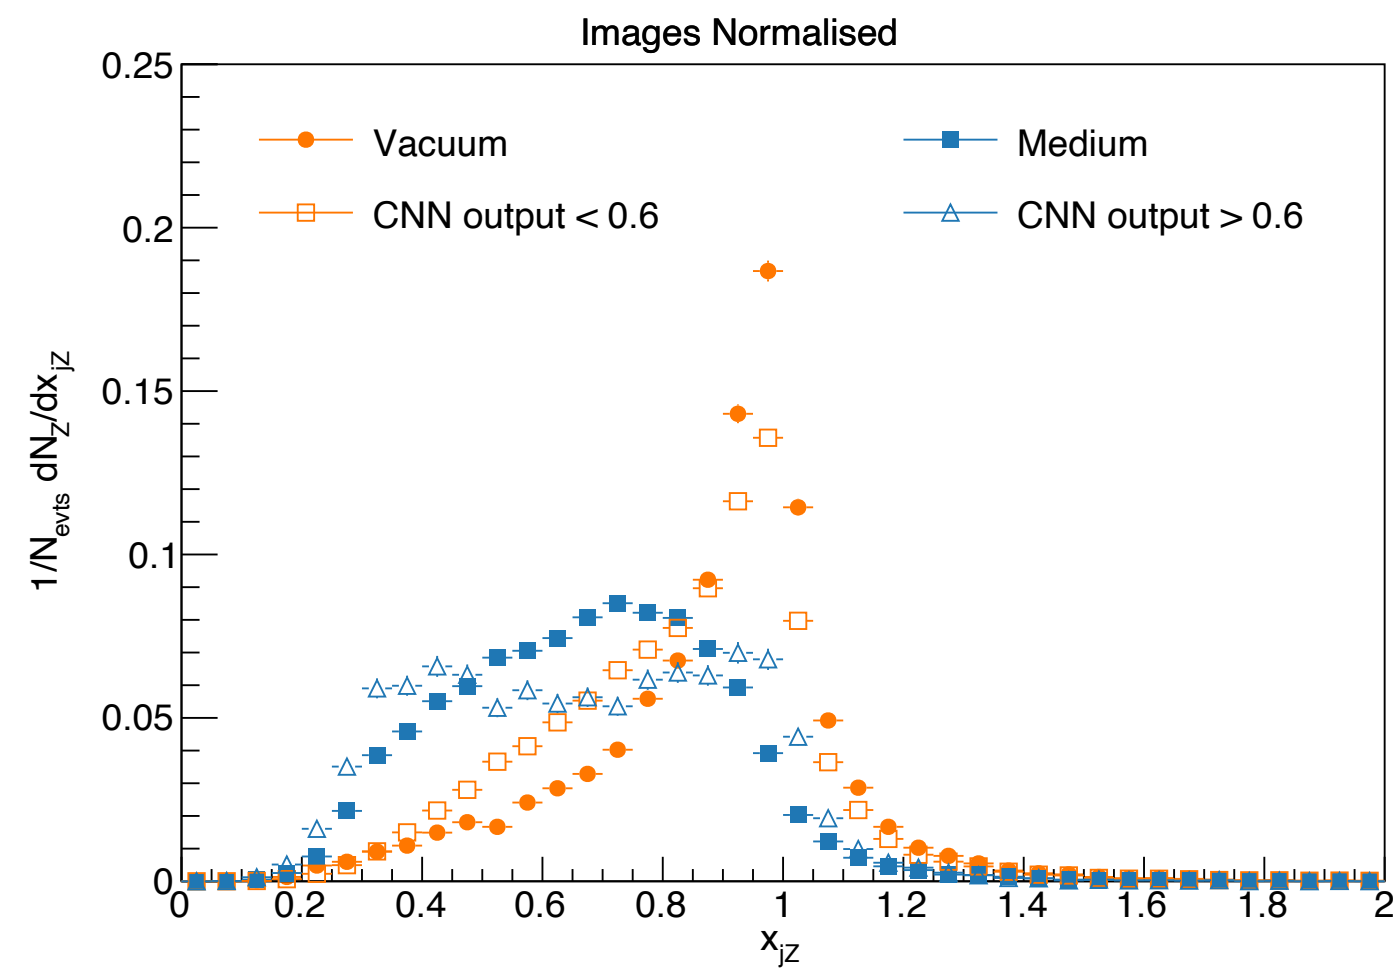 Images Normalised
0.25
Vacuum
Medium
CNN output < 0.6
CNN output > 0.6
0.2
0.15
0.1
0.05
0
1/N_evts dN_Z/dx_jZ
0 0.2 0.4 0.6 0.8 1 1.2 1.4 1.6 1.8 2
x_jZ